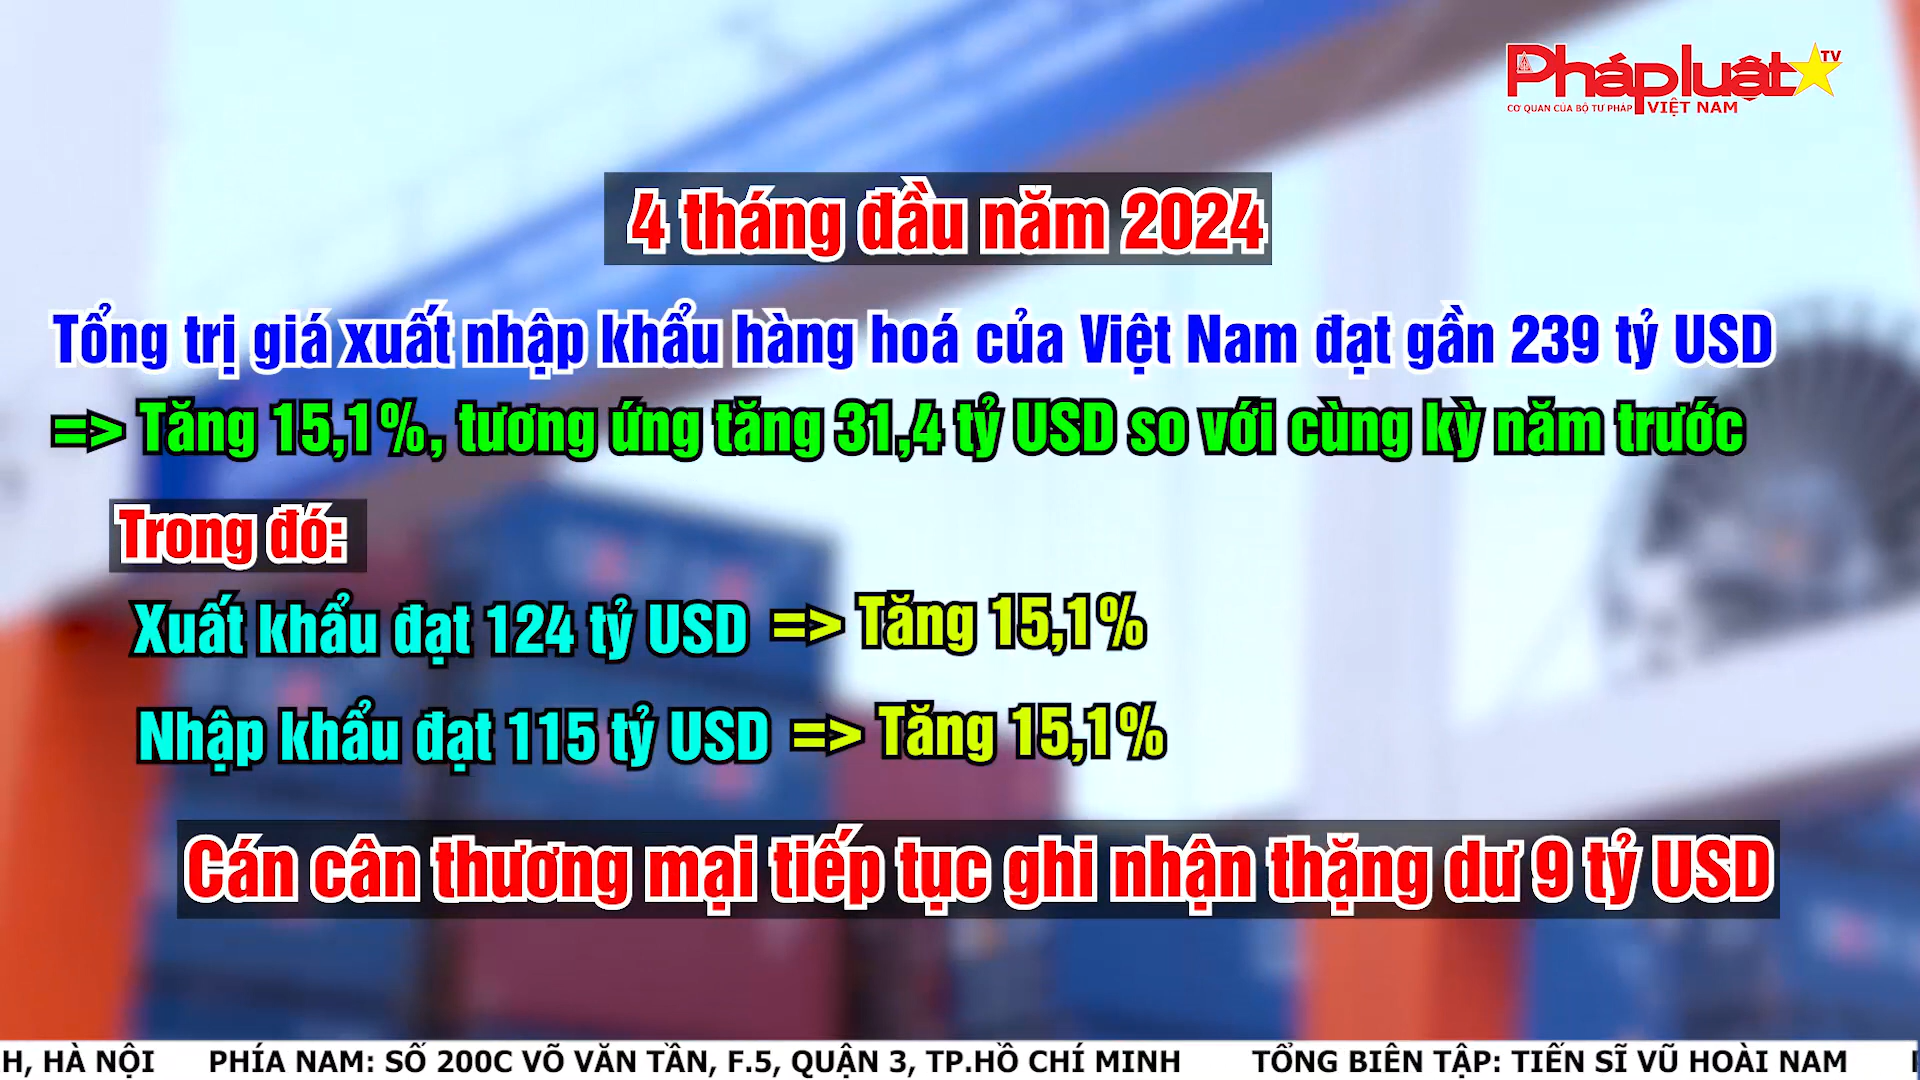 Pháp luật TV
CƠ QUAN CỦA BỘ TƯ PHÁP VIỆT NAM
4 tháng đầu năm 2024
Tổng trị giá xuất nhập khẩu hàng hoá của Việt Nam đạt gần 239 tỷ USD
=> Tăng 15,1%, tương ứng tăng 31,4 tỷ USD so với cùng kỳ năm trước
Trong đó:
Xuất khẩu đạt 124 tỷ USD => Tăng 15,1%
Nhập khẩu đạt 115 tỷ USD => Tăng 15,1%
Cán cân thương mại tiếp tục ghi nhận thặng dư 9 tỷ USD
H, HÀ NỘI PHÍA NAM: SỐ 200C VÕ VĂN TẦN, F.5, QUẬN 3, TP.HỒ CHÍ MINH TỔNG BIÊN TẬP: TIẾN SĨ VŨ HOÀI NAM